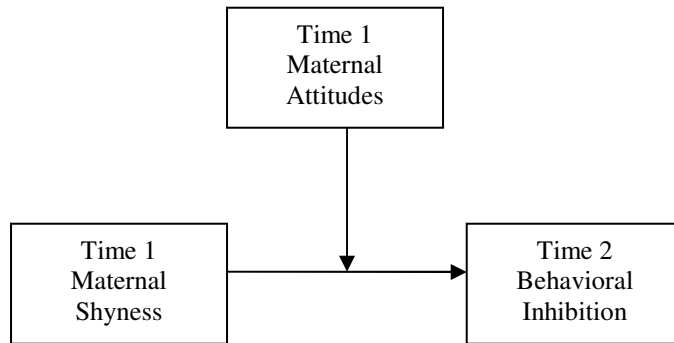 Time 1
Maternal
Attitudes
Time 1
Maternal
Shyness
Time 2
Behavioral
Inhibition